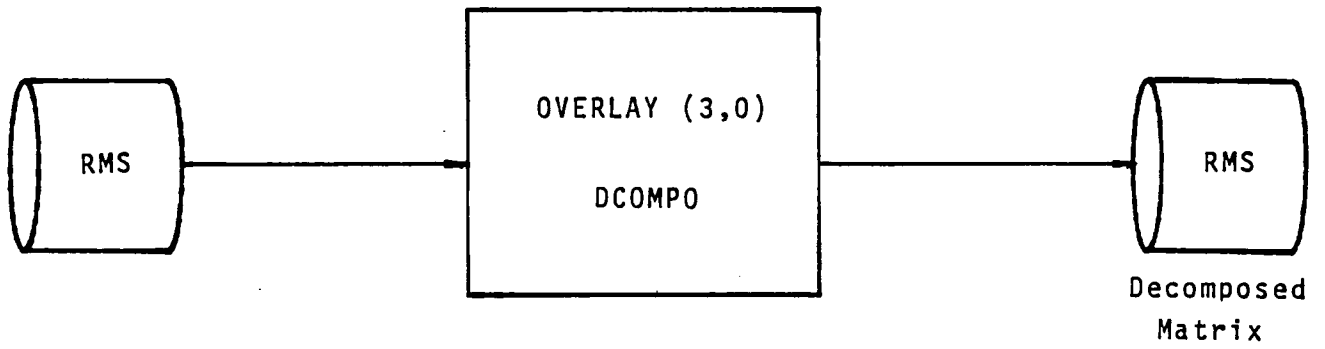 RMS
OVERLAY (3,0)
DCOMPO
RMS
Decomposed
Matrix